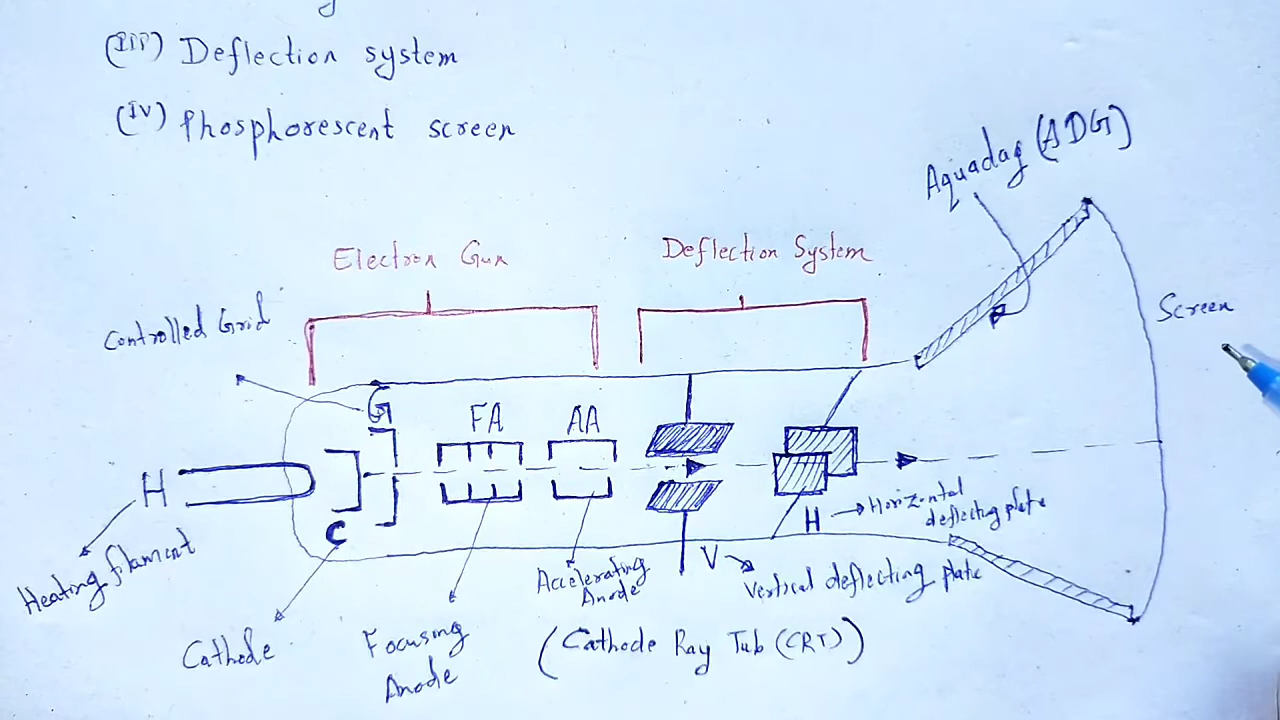 (III) Deflection system
(IV) Phosphorescent screen
Aquadag (ADG)
Electron Gun
Deflection System
Controlled Grid
Screen
G
FA
AA
H
C
H → Horizontal
deflecting plate
Heating filament
V
Vertical deflecting plate
Accelerating
Anode
Cathode
Focusing
Anode
(Cathode Ray Tub (CRT))